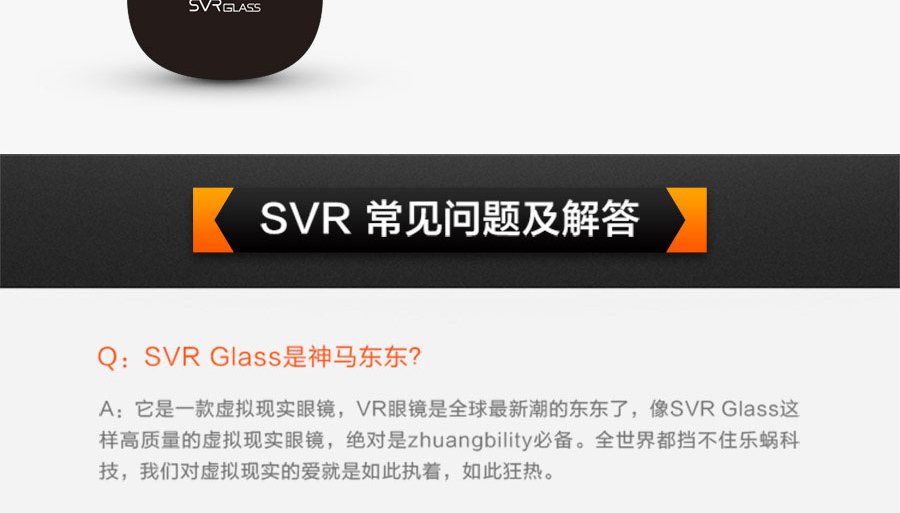 SVRGLASS
SVR 常见问题及解答
Q：SVR Glass是神马东东?
A：它是一款虚拟现实眼镜，VR眼镜是全球最新潮的东东了，像SVR Glass这
样高质量的虚拟现实眼镜，绝对是zhuangbility必备。全世界都挡不住乐蜗科
技，我们对虚拟现实的爱就是如此执着，如此狂热。